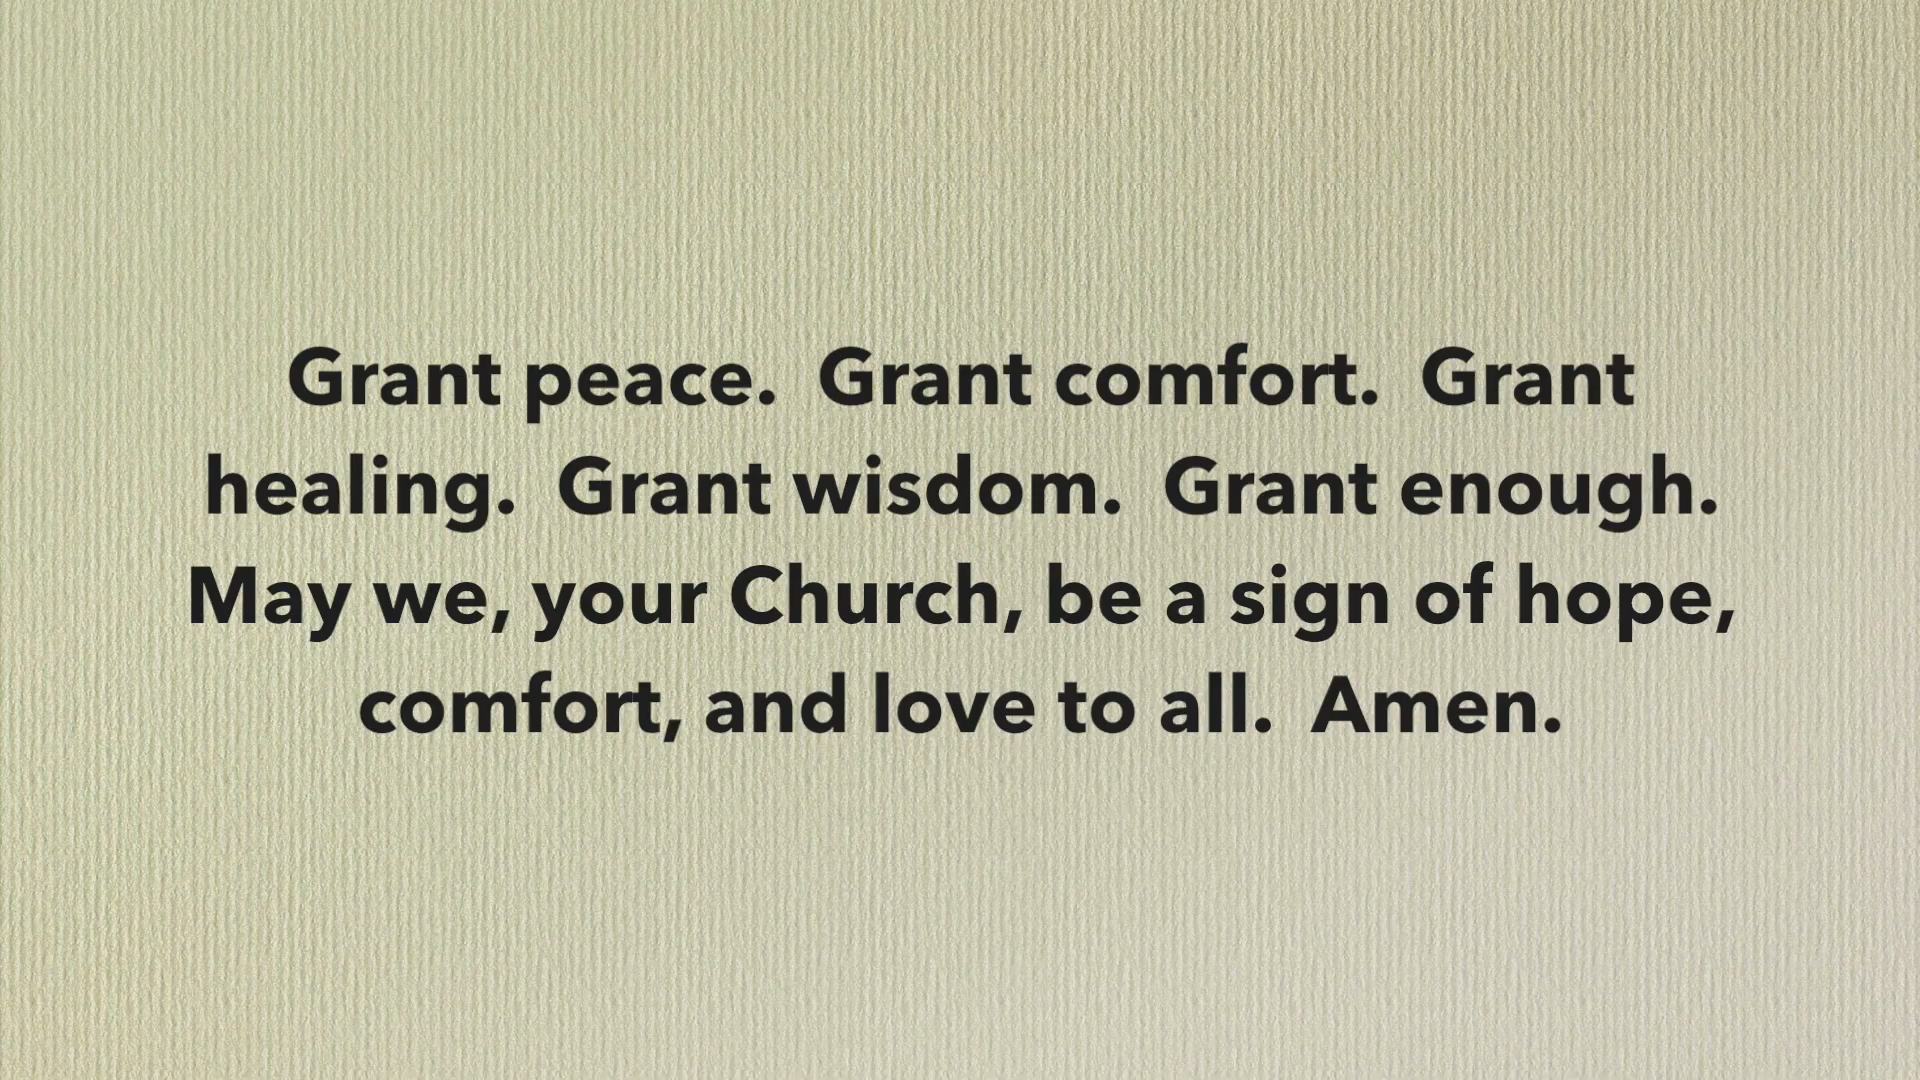 Grant peace.  Grant comfort.  Grant
healing.  Grant wisdom.  Grant enough.
May we, your Church, be a sign of hope,
comfort, and love to all.  Amen.